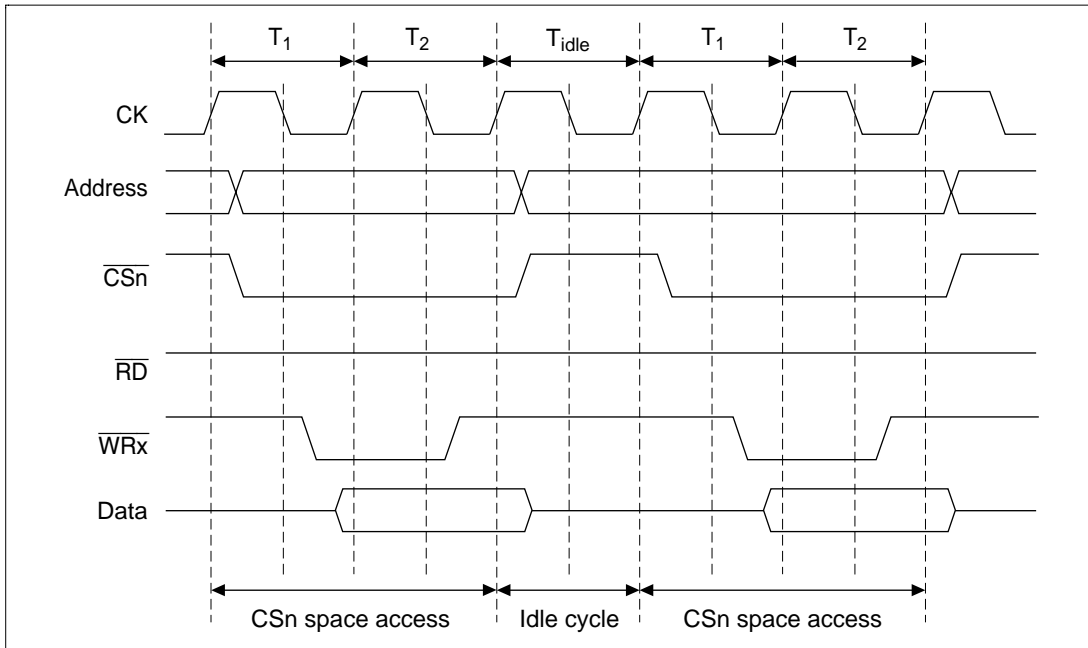 T1 T2 Tidle T1 T2
CK
Address
CSn
RD
WRx
Data
CSn space access Idle cycle CSn space access